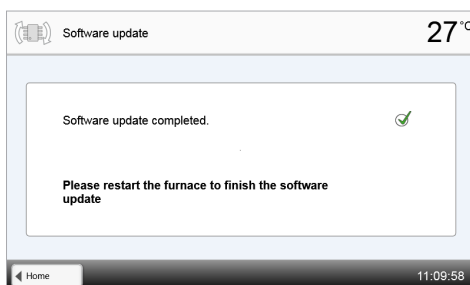 Software update
27°C
Software update completed.
Please restart the furnace to finish the software
update
Home
11:09:58